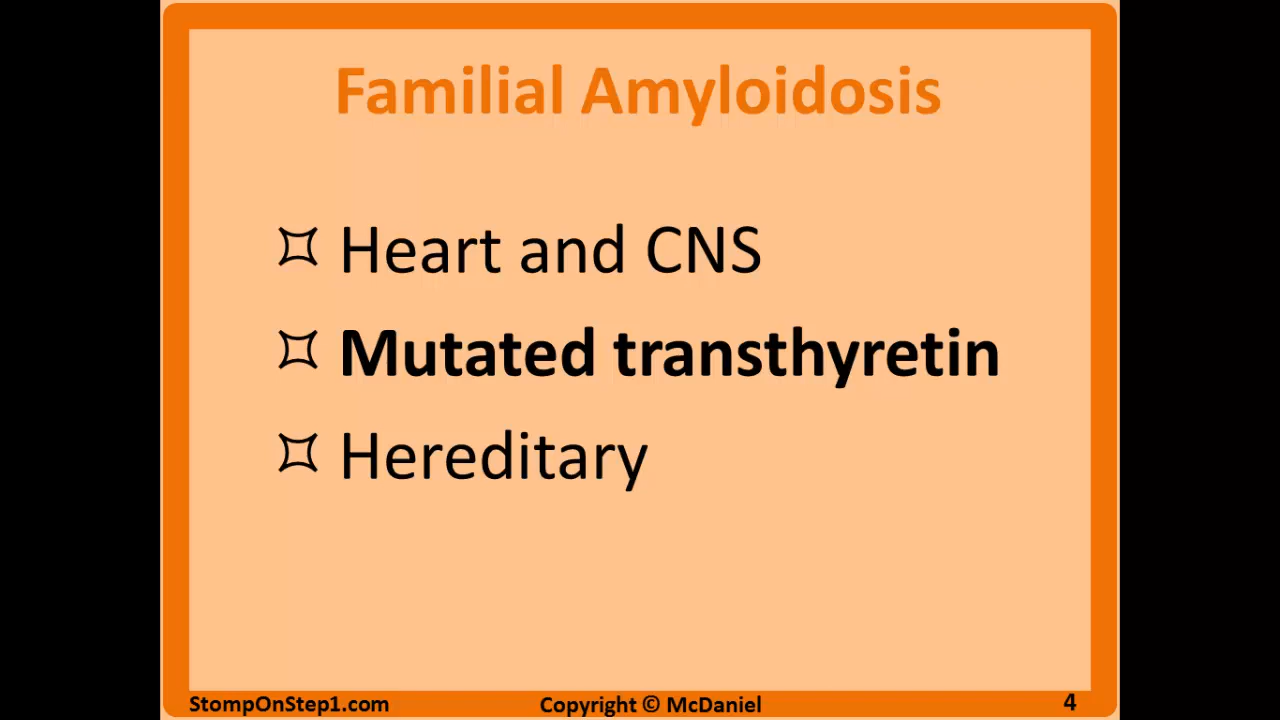 Familial Amyloidosis
Heart and CNS
Mutated transthyretin
Hereditary
StompOnStep1.com Copyright © McDaniel 4